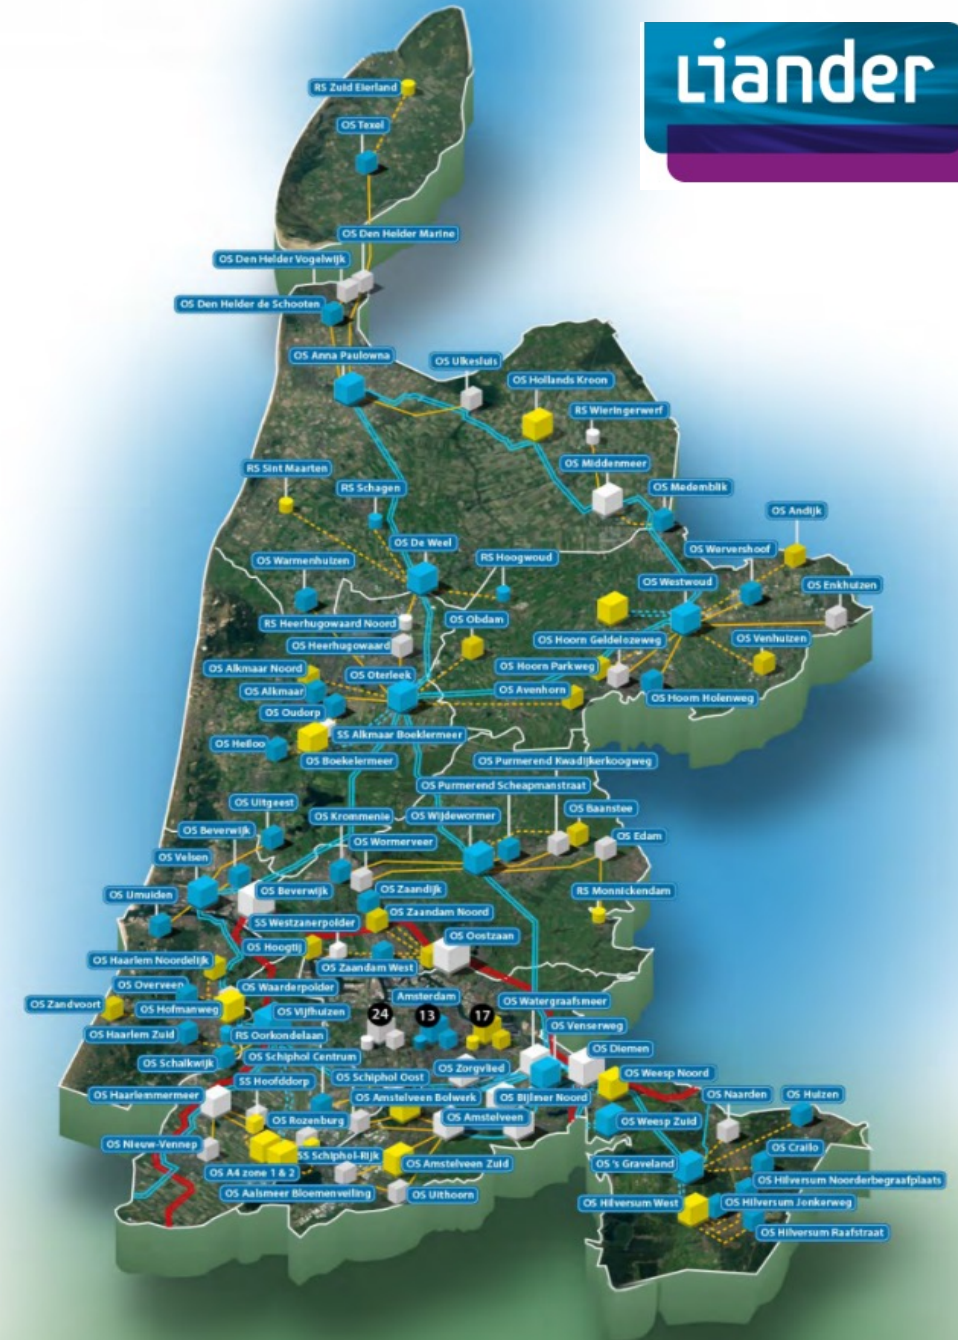 Liander
RS Zuid Eierland
OS Texel
OS Den Helder Marine
OS Den Helder Vogelwijk
OS Den Helder de Schooten
OS Anna Paulowna
OS Ulkesluis
OS Hollands Kroon
RS Wieringerwerf
OS Middenmeer
RS Sint Maarten
RS Schagen
OS Medemblik
OS Andijk
OS De Weel
OS Wervershoof
OS Warmenhuizen
RS Hoogwoud
OS Westwoud
OS Enkhuizen
RS Heerhugowaard Noord
OS Obdam
OS Hoorn Geldelozeweg
OS Venhuizen
OS Heerhugowaard
OS Alkmaar Noord
OS Oterleek
OS Hoorn Parkweg
OS Alkmaar
OS Avenhorn
OS Hoorn Holenweg
OS Oudorp
SS Alkmaar Boeklermeer
OS Heiloo
OS Boekelermeer
OS Purmerend Kwadijkerkoogweg
OS Purmerend Scheapmanstraat
OS Uitgeest
OS Krommenie
OS Wijdewormer
OS Baanstee
OS Beverwijk
OS Wormerveer
OS Edam
OS Velsen
OS IJmuiden
OS Beverwijk
OS Zaandijk
RS Monnickendam
SS Westzanerpolder
OS Zaandam Noord
OS Hoogtij
OS Oostzaan
OS Haarlem Noordelijk
OS Zaandam West
OS Overveen
OS Waarderpolder
Amsterdam
OS Watergraafsmeer
OS Zandvoort
OS Hofmanweg
OS Vijfhuizen
24
13
17
OS Venserweg
OS Haarlem Zuid
RS Oorkondelaan
OS Diemen
OS Schalkwijk
OS Schiphol Centrum
OS Zorgvlied
OS Weesp Noord
SS Hoofddorp
OS Schiphol Oost
OS Haarlemmermeer
OS Amstelveen Bolwerk
OS Bijlmer Noord
OS Naarden
OS Huizen
OS Rozenburg
OS Amstelveen
OS Weesp Zuid
OS Nieuw-Vennep
SS Schiphol-Rijk
OS Crailo
OS A4 zone 1 & 2
OS Amstelveen Zuid
OS 's Graveland
OS Hilversum Noorderbegraafplaats
OS Aalsmeer Bloemenveiling
OS Uithoorn
OS Hilversum West
OS Hilversum Jonkerweg
OS Hilversum Raafstraat